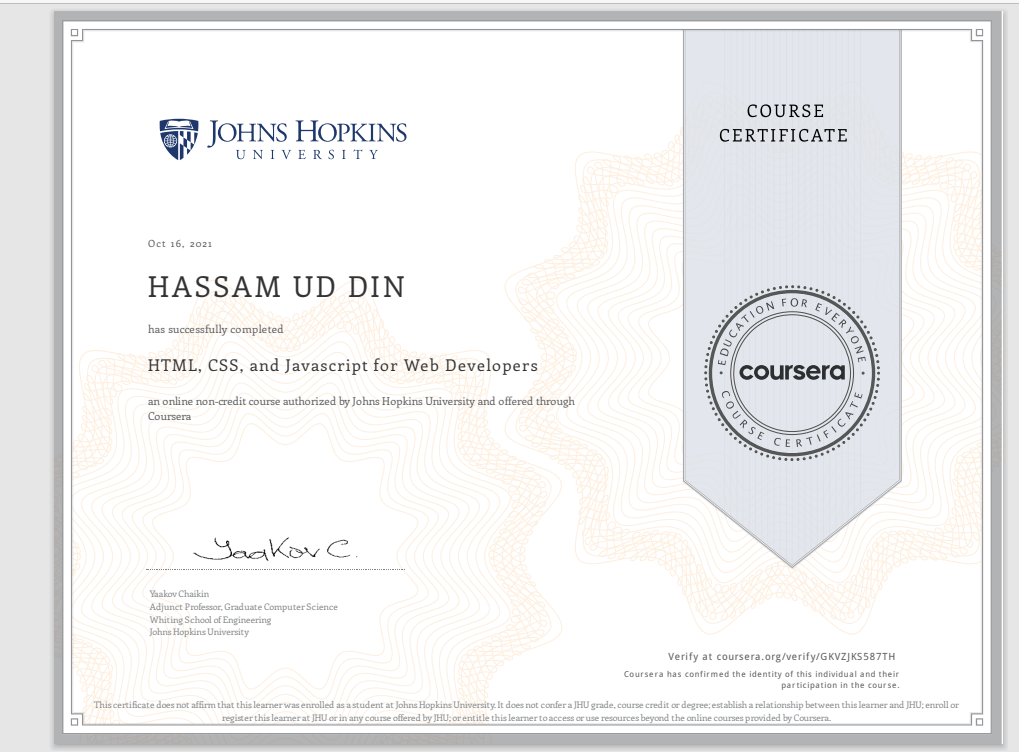 JOHNS HOPKINS
UNIVERSITY
COURSE
CERTIFICATE
Oct 16, 2021
HASSAM UD DIN
has successfully completed
HTML, CSS, and Javascript for Web Developers
an online non-credit course authorized by Johns Hopkins University and offered through
Coursera
EDUCATION FOR EVERYONE
coursera
COURSE CERTIFICATE
Yaakov C.
Yaakov Chaikin
Adjunct Professor, Graduate Computer Science
Whiting School of Engineering
Johns Hopkins University
Verify at coursera.org/verify/GKVZJKS587TH
Coursera has confirmed the identity of this individual and their
participation in the course.
This certificate does not affirm that this learner was enrolled as a student at Johns Hopkins University. It does not confer a JHU grade, course credit or degree; establish a relationship between this learner and JHU; enroll or
register this learner at JHU or in any course offered by JHU; or entitle this learner to access or use resources beyond the online courses provided by Coursera.